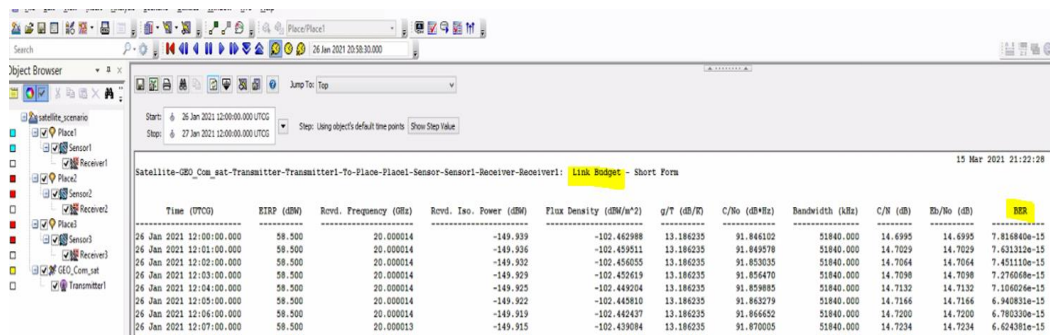 Place/Place1
Search
26 Jan 2021 20:58:30.000
Object Browser
Jump To: Top
satellite_scenario
Place1
Sensor1
Receiver1
Place2
Sensor2
Receiver2
Place3
Sensor3
Receiver3
GEO_Com_sat
Transmitter1
Start: 26 Jan 2021 12:00:00.000 UTCG
Stop: 27 Jan 2021 12:00:00.000 UTCG
Step: Using object's default time points Show Step Value
15 Mar 2021 21:22:28
Satellite-GEO_Com_sat-Transmitter-Transmitter1-To-Place-Place1-Sensor-Sensor1-Receiver-Receiver1: Link Budget - Short Form
Time (UTCG) EIRP (dBW) Rcvd. Frequency (GHz) Rcvd. Iso. Power (dBW) Flux Density (dBW/m^2) g/T (dB/K) C/No (dB*Hz) Bandwidth (kHz) C/N (dB) Eb/No (dB) BER
26 Jan 2021 12:00:00.000 58.500 20.000014 -149.939 -102.462988 13.186235 91.846102 51840.000 14.6995 14.6995 7.816840e-15
26 Jan 2021 12:01:00.000 58.500 20.000014 -149.936 -102.459511 13.186235 91.849578 51840.000 14.7029 14.7029 7.631312e-15
26 Jan 2021 12:02:00.000 58.500 20.000014 -149.932 -102.456055 13.186235 91.853035 51840.000 14.7064 14.7064 7.451110e-15
26 Jan 2021 12:03:00.000 58.500 20.000014 -149.929 -102.452619 13.186235 91.856470 51840.000 14.7098 14.7098 7.276068e-15
26 Jan 2021 12:04:00.000 58.500 20.000014 -149.925 -102.449204 13.186235 91.859885 51840.000 14.7132 14.7132 7.106026e-15
26 Jan 2021 12:05:00.000 58.500 20.000014 -149.922 -102.445810 13.186235 91.863279 51840.000 14.7166 14.7166 6.940831e-15
26 Jan 2021 12:06:00.000 58.500 20.000014 -149.919 -102.442437 13.186235 91.866652 51840.000 14.7200 14.7200 6.780330e-15
26 Jan 2021 12:07:00.000 58.500 20.000013 -149.915 -102.439084 13.186235 91.870005 51840.000 14.7234 14.7234 6.624381e-15